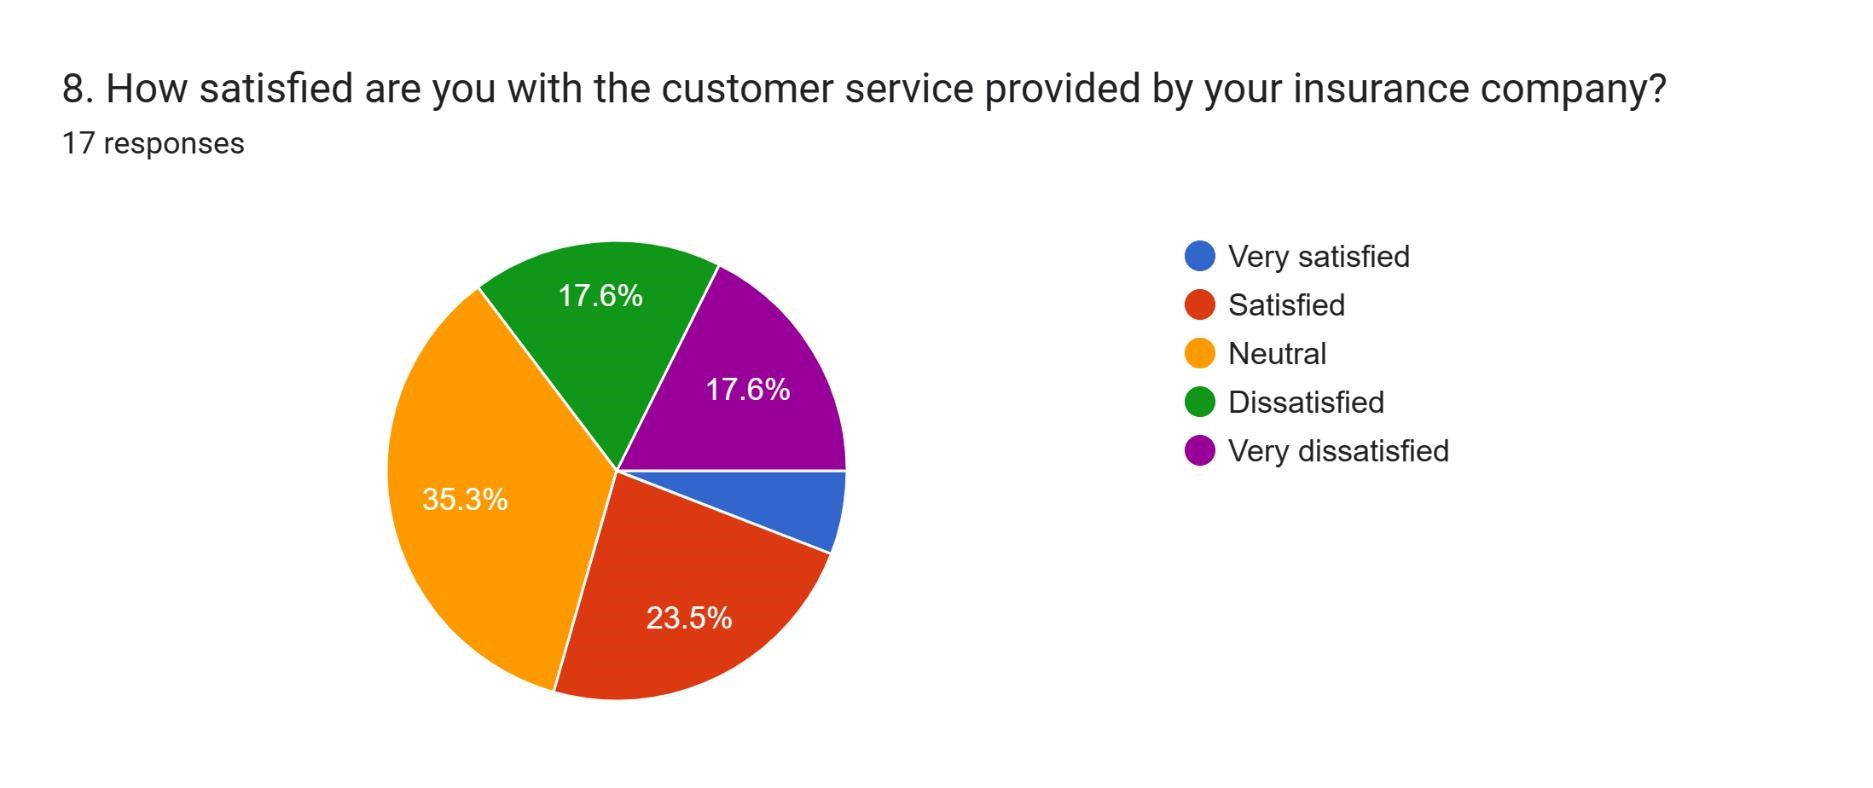 8. How satisfied are you with the customer service provided by your insurance company?
17 responses
17.6%
17.6%
35.3%
23.5%
Very satisfied
Satisfied
Neutral
Dissatisfied
Very dissatisfied